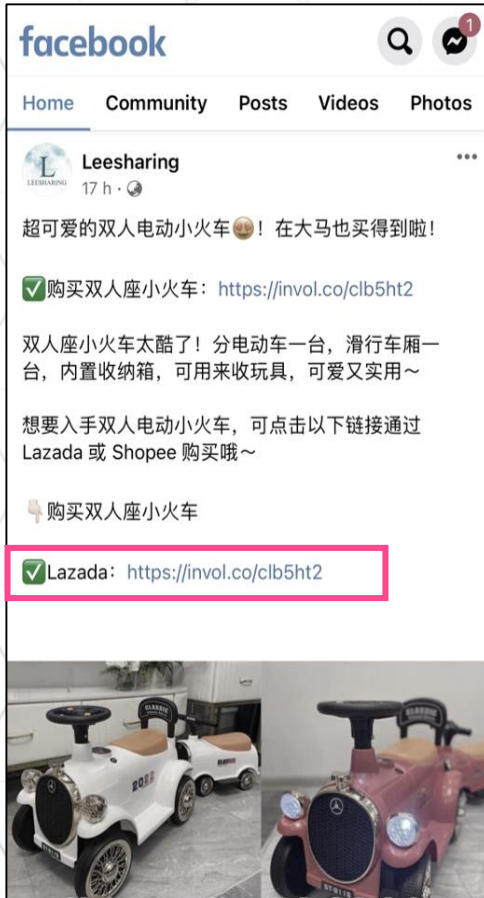 facebook
1
Home Community Posts Videos Photos
L
LEESHARING
Leesharing
17 h ·
超可爱的双人电动小火车😍！在大马也买得到啦！
✅购买双人座小火车：https://invol.co/clb5ht2
双人座小火车太酷了！分电动车一台，滑行车厢一
台，内置收纳箱，可用来收玩具，可爱又实用～
想要入手双人电动小火车，可点击以下链接通过
Lazada 或 Shopee 购买哦～
👇🏻购买双人座小火车
✅Lazada：https://invol.co/clb5ht2
CLASSIC
2022